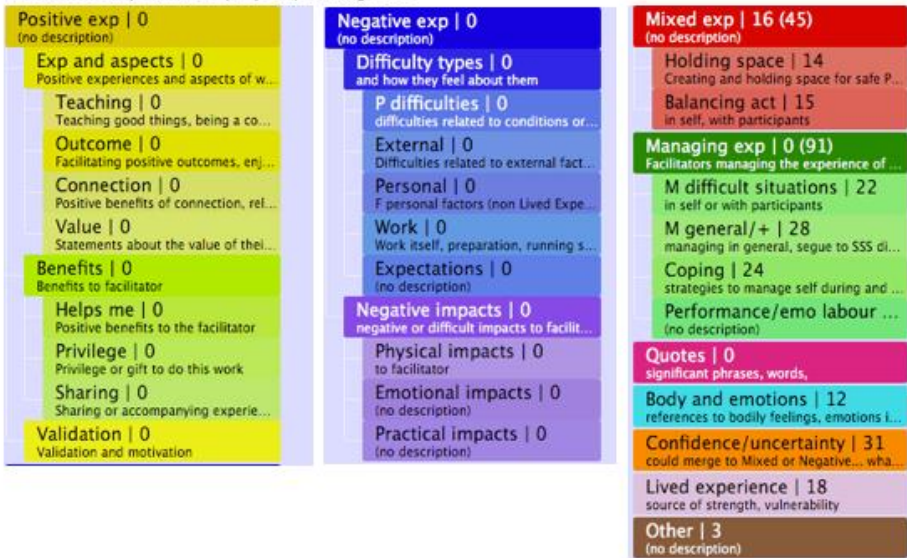 Positive exp | 0
(no description)
Exp and aspects | 0
Positive experiences and aspects of w...
Teaching | 0
Teaching good things, being a co...
Outcome | 0
Facilitating positive outcomes, enj...
Connection | 0
Positive benefits of connection, rel...
Value | 0
Statements about the value of thei...
Benefits | 0
Benefits to facilitator
Helps me | 0
Positive benefits to the facilitator
Privilege | 0
Privilege or gift to do this work
Sharing | 0
Sharing or accompanying experie...
Validation | 0
Validation and motivation
Negative exp | 0
(no description)
Difficulty types | 0
and how they feel about them
P difficulties | 0
difficulties related to conditions or...
External | 0
Difficulties related to external fact...
Personal | 0
F personal factors (non Lived Expe...
Work | 0
Work itself, preparation, running s...
Expectations | 0
(no description)
Negative impacts | 0
negative or difficult impacts to facilit...
Physical impacts | 0
to facilitator
Emotional impacts | 0
(no description)
Practical impacts | 0
(no description)
Mixed exp | 16 (45)
(no description)
Holding space | 14
Creating and holding space for safe P...
Balancing act | 15
in self, with participants
Managing exp | 0 (91)
Facilitators managing the experience of ...
M difficult situations | 22
in self or with participants
M general/+ | 28
managing in general, segue to SSS di...
Coping | 24
strategies to manage self during and ...
Performance/emo labour ...
(no description)
Quotes | 0
significant phrases, words,
Body and emotions | 12
references to bodily feelings, emotions i...
Confidence/uncertainty | 31
could merge to Mixed or Negative... wha...
Lived experience | 18
source of strength, vulnerability
Other | 3
(no description)